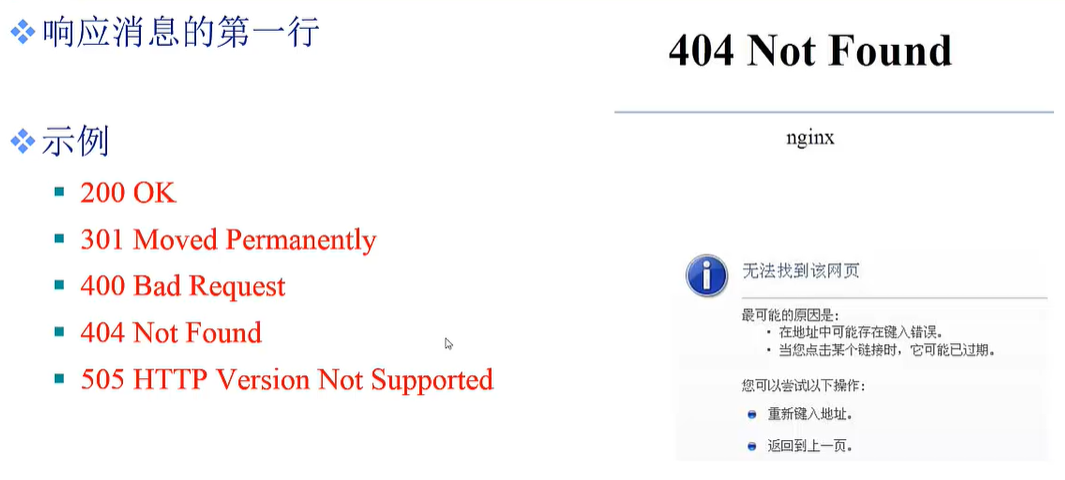 响应消息的第一行
示例
200 OK
301 Moved Permanently
400 Bad Request
404 Not Found
505 HTTP Version Not Supported
404 Not Found
nginx
无法找到该网页
最可能的原因是:
在地址中可能存在键入错误。
当您点击某个链接时，它可能已过期。
您可以尝试以下操作:
重新键入地址。
返回到上一页。